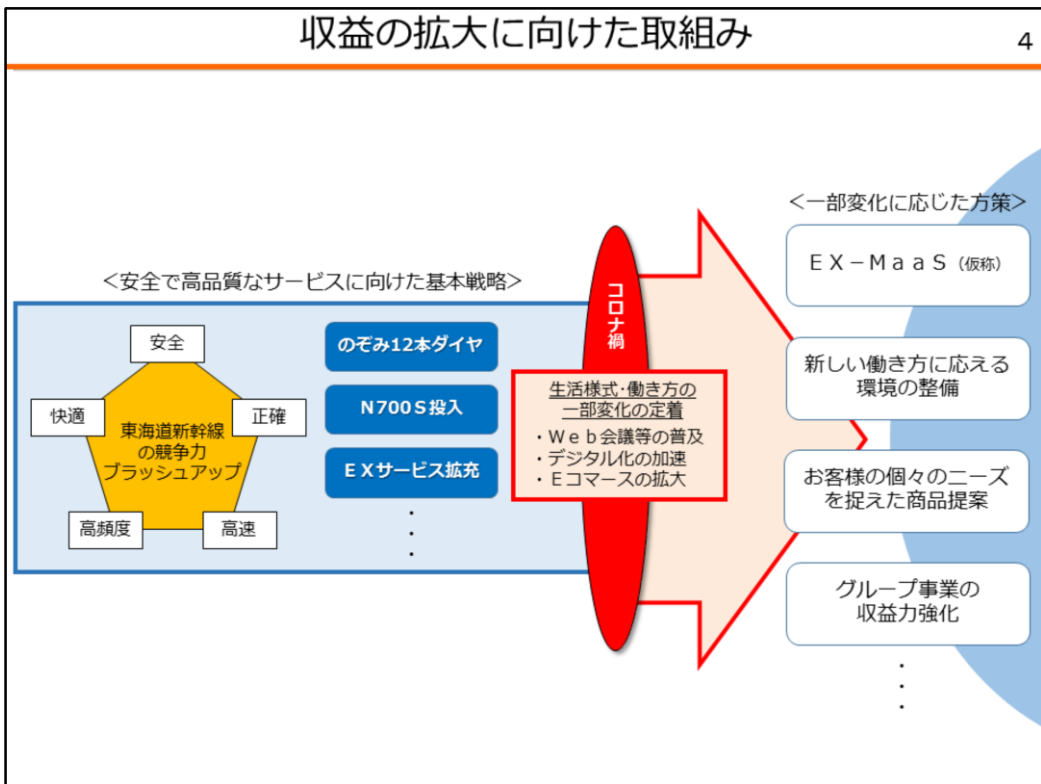 収益の拡大に向けた取組み
4
＜安全で高品質なサービスに向けた基本戦略＞
安全
快適
正確
東海道新幹線
の競争力
ブラッシュアップ
高頻度
高速
のぞみ12本ダイヤ
Ｎ700Ｓ投入
ＥＸサービス拡充
・
・
・
コロナ禍
生活様式･働き方の
一部変化の定着
・Ｗｅｂ会議等の普及
・デジタル化の加速
・Ｅコマースの拡大
＜一部変化に応じた方策＞
ＥＸ−ＭａａＳ（仮称）
新しい働き方に応える
環境の整備
お客様の個々のニーズ
を捉えた商品提案
グループ事業の
収益力強化
・
・
・